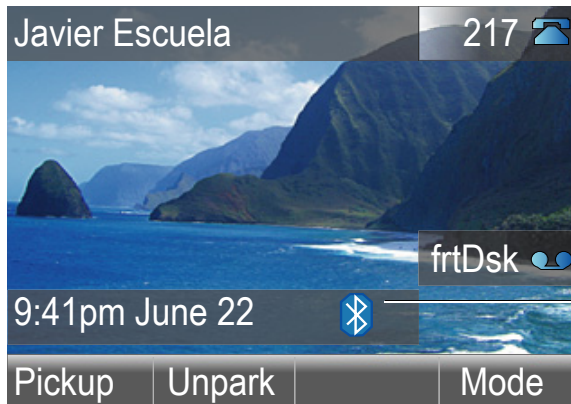 Javier Escuela
217
frtDsk
9:41pm June 22
Pickup Unpark Mode